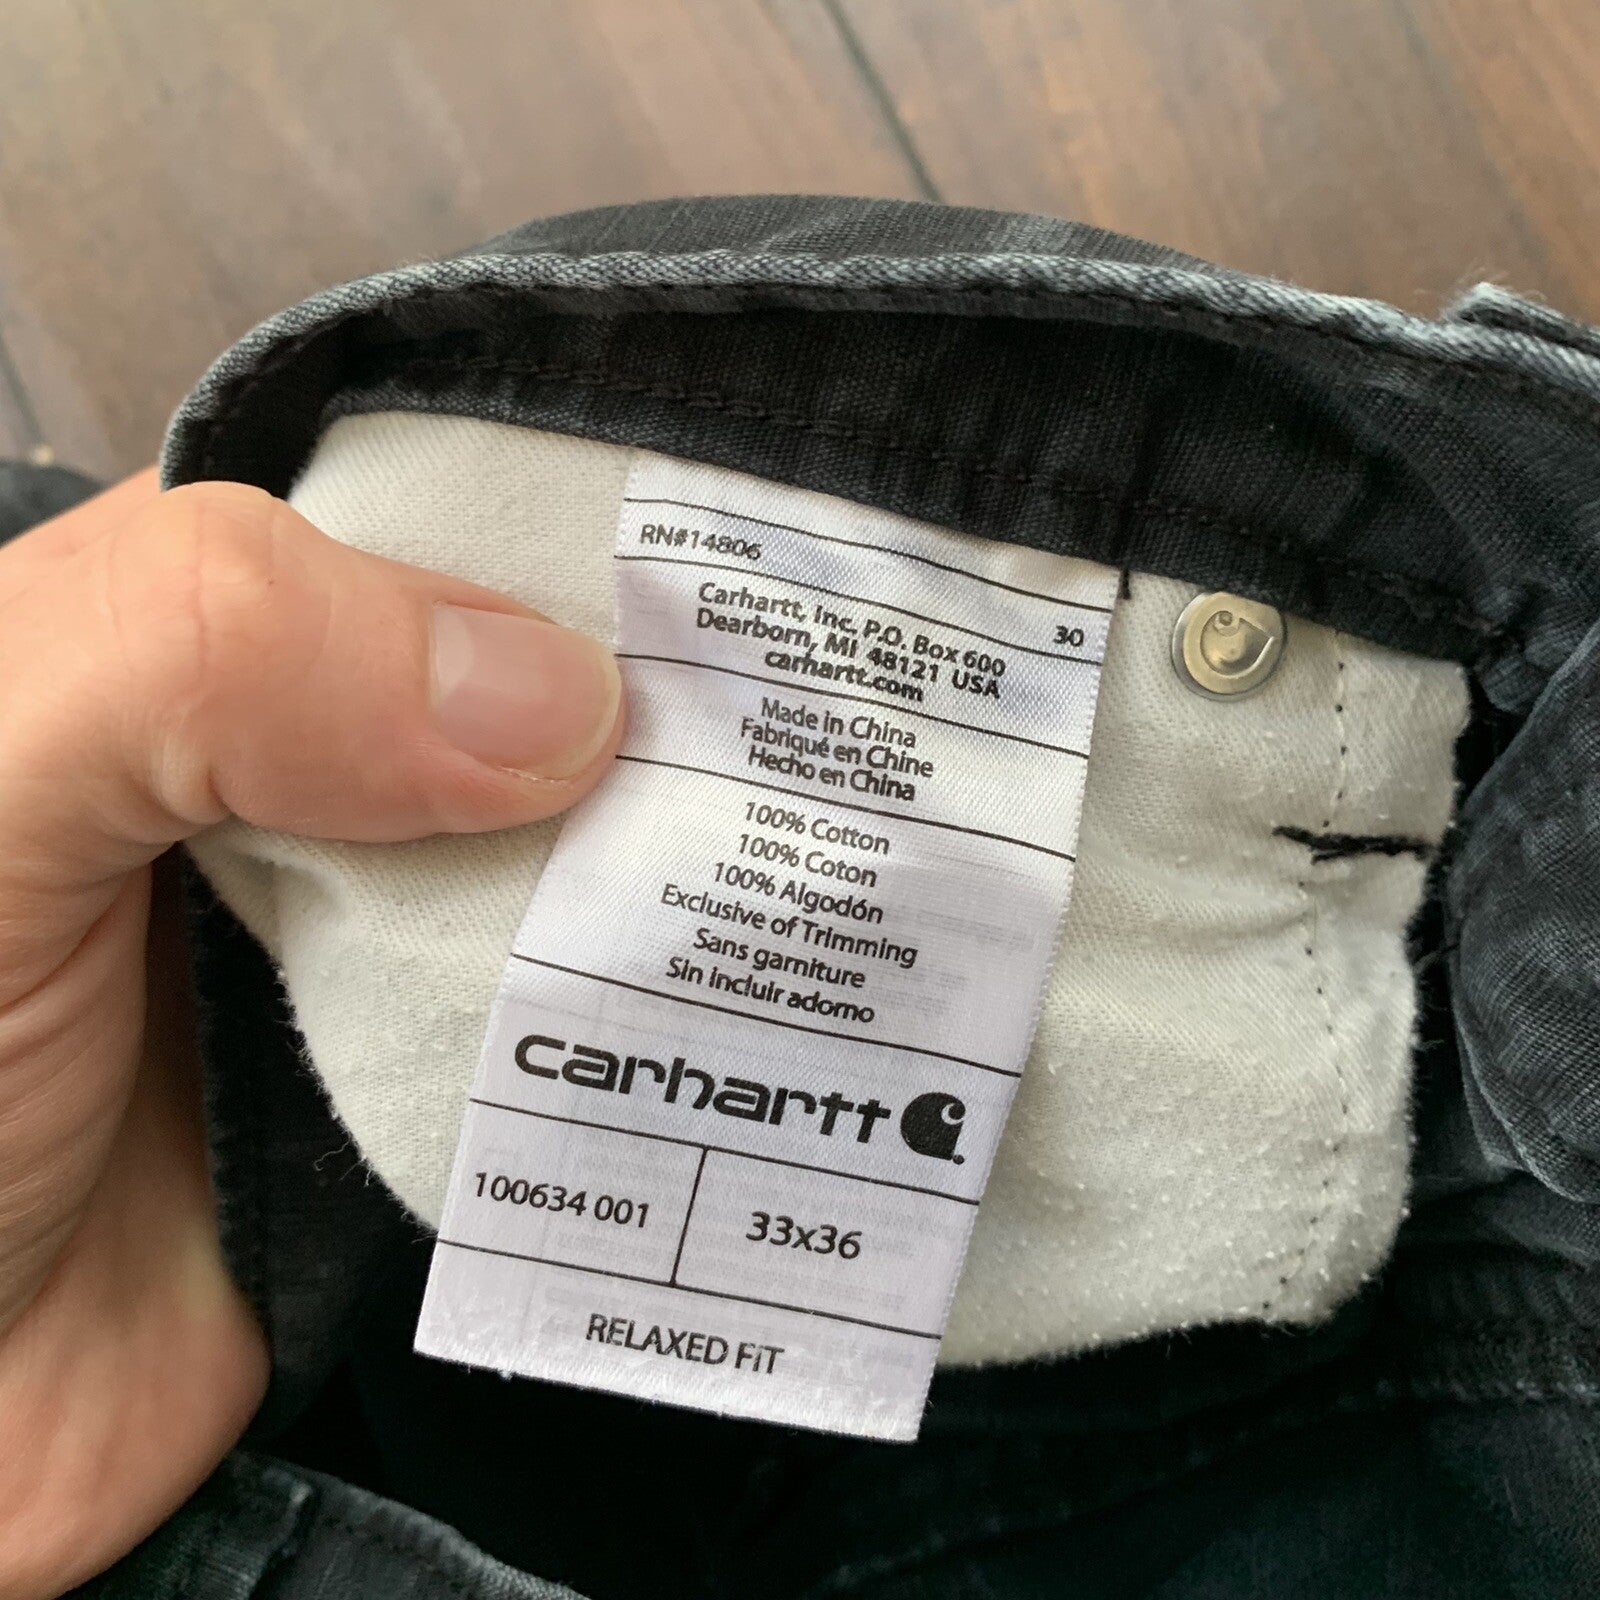 RN#14806
30
Carhartt, Inc. P.O. Box 600
Dearborn, MI 48121 USA
carhartt.com
Made in China
Fabriqué en Chine
Hecho en China
100% Cotton
100% Coton
100% Algodón
Exclusive of Trimming
Sans garniture
Sin incluir adorno
carhartt
100634 001
33x36
RELAXED FIT